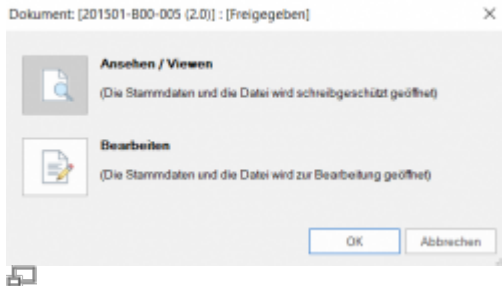 Dokument: [201501-B00-005 (2.0)] : [Freigegeben]
Ansehen / Viewen
(Die Stammdaten und die Datei wird schreibgeschützt geöffnet)
Bearbeiten
(Die Stammdaten und die Datei wird zur Bearbeitung geöffnet)
OK
Abbrechen